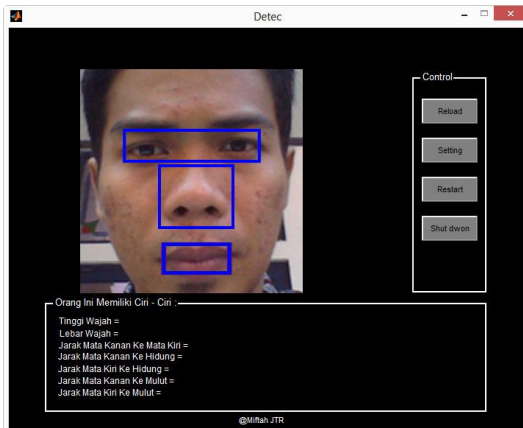 Detec
Control
Reload
Setting
Restart
Shut dwon
Orang Ini Memiliki Ciri - Ciri :
Tinggi Wajah =
Lebar Wajah =
Jarak Mata Kanan Ke Mata Kiri =
Jarak Mata Kanan Ke Hidung =
Jarak Mata Kiri Ke Hidung =
Jarak Mata Kanan Ke Mulut =
Jarak Mata Kiri Ke Mulut =
@Miftah JTR